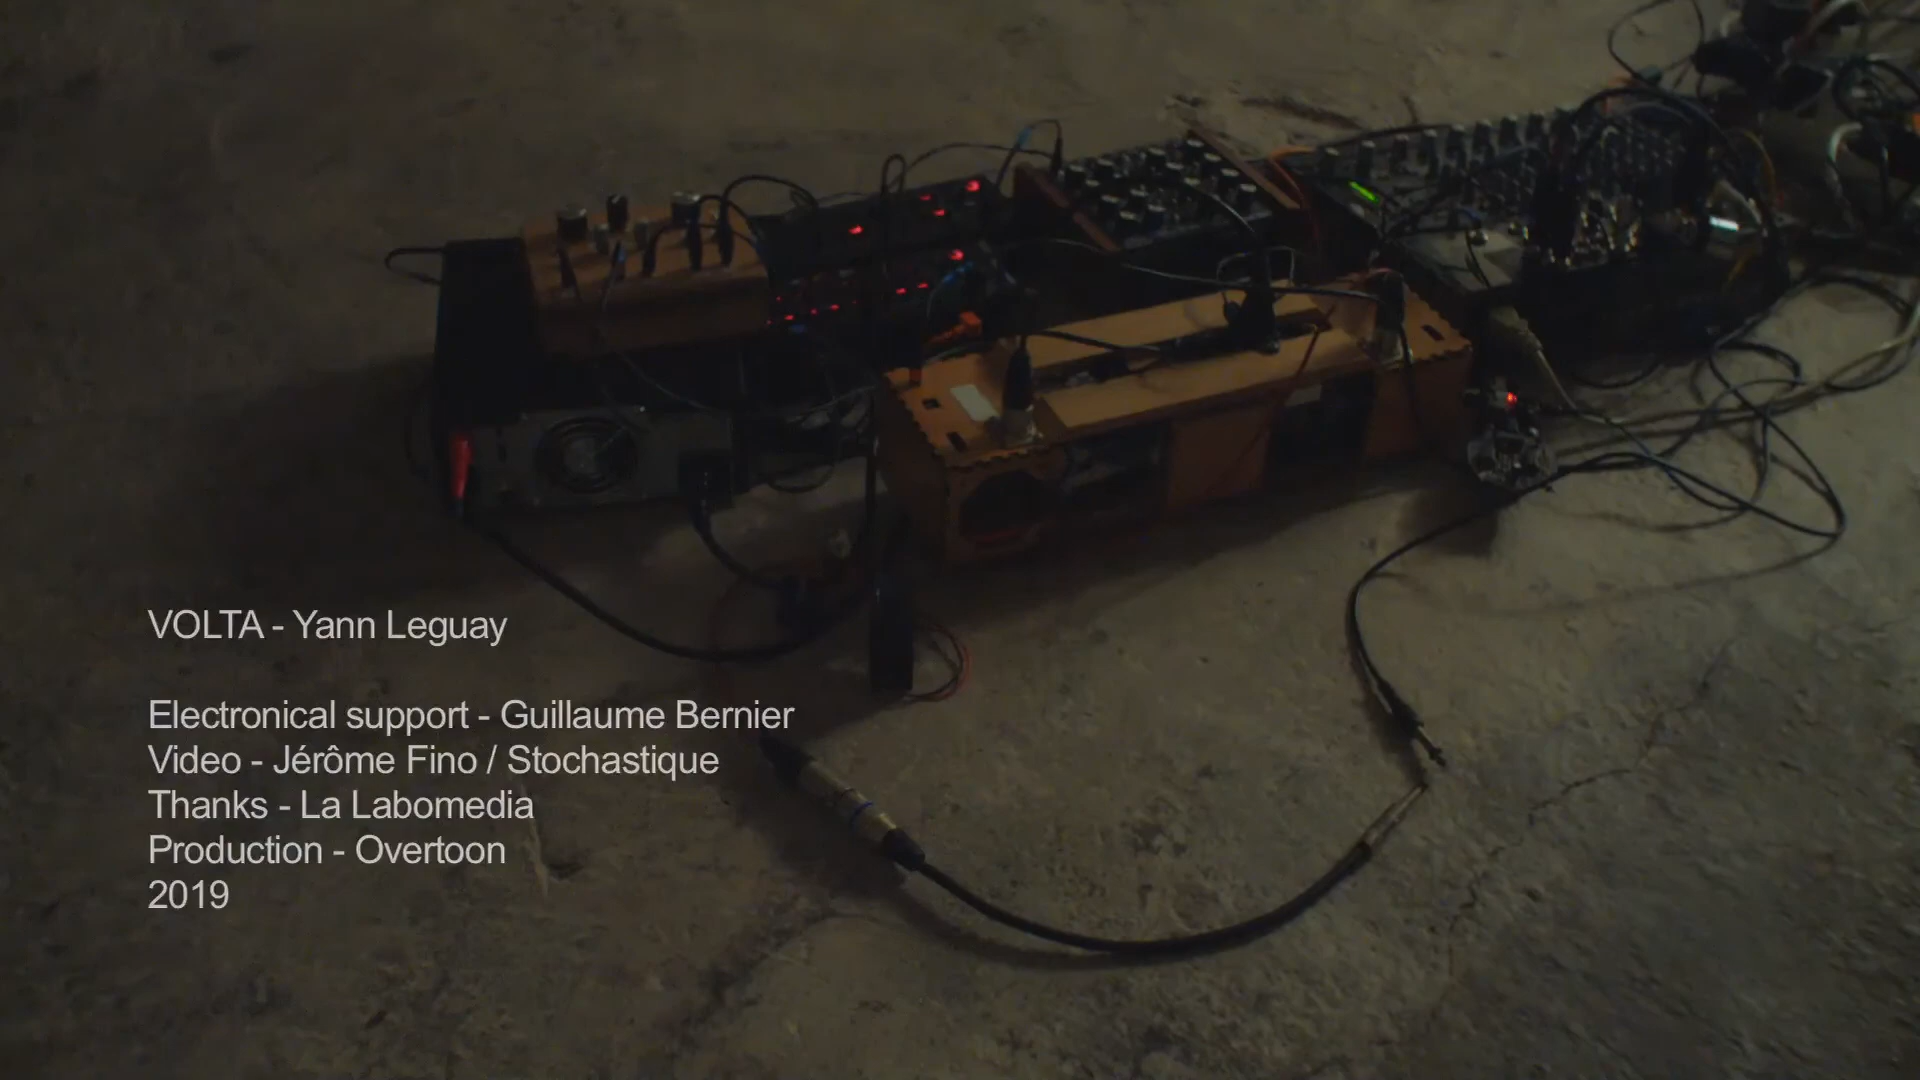 VOLTA - Yann Leguay
Electronical support - Guillaume Bernier
Video - Jérôme Fino / Stochastique
Thanks - La Labomedia
Production - Overtoon
2019